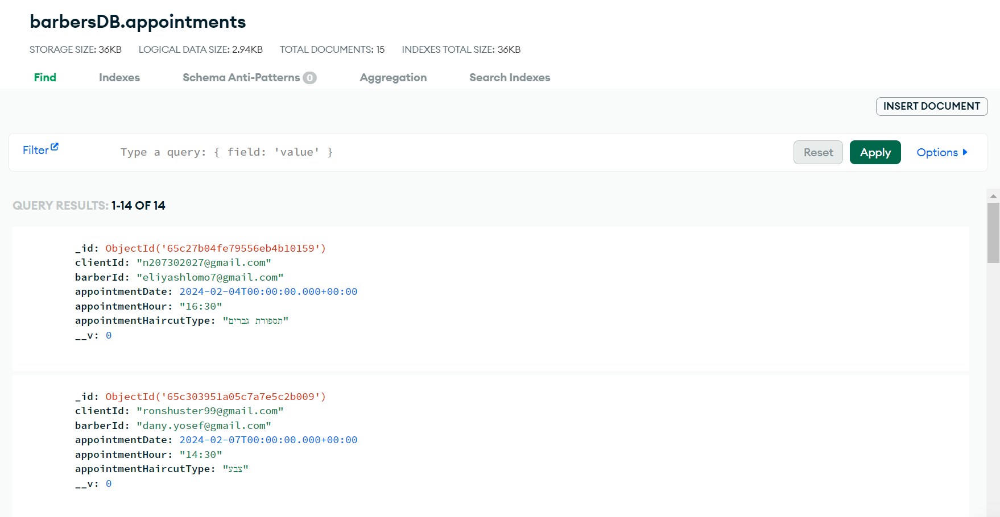 barbersDB.appointments
STORAGE SIZE: 36KB LOGICAL DATA SIZE: 2.94KB TOTAL DOCUMENTS: 15 INDEXES TOTAL SIZE: 36KB
Find Indexes Schema Anti-Patterns 0 Aggregation Search Indexes
INSERT DOCUMENT
Filter Type a query: { field: 'value' } Reset Apply Options
QUERY RESULTS: 1-14 OF 14
_id: ObjectId('65c27b04fe79556eb4b10159')
clientId: "n207302027@gmail.com"
barberId: "eliyashlomo7@gmail.com"
appointmentDate: 2024-02-04T00:00:00.000+00:00
appointmentHour: "16:30"
appointmentHaircutType: "תספורת גברים"
__v: 0
_id: ObjectId('65c303951a05c7a7e5c2b009')
clientId: "ronshuster99@gmail.com"
barberId: "dany.yosef@gmail.com"
appointmentDate: 2024-02-07T00:00:00.000+00:00
appointmentHour: "14:30"
appointmentHaircutType: "צבע"
__v: 0